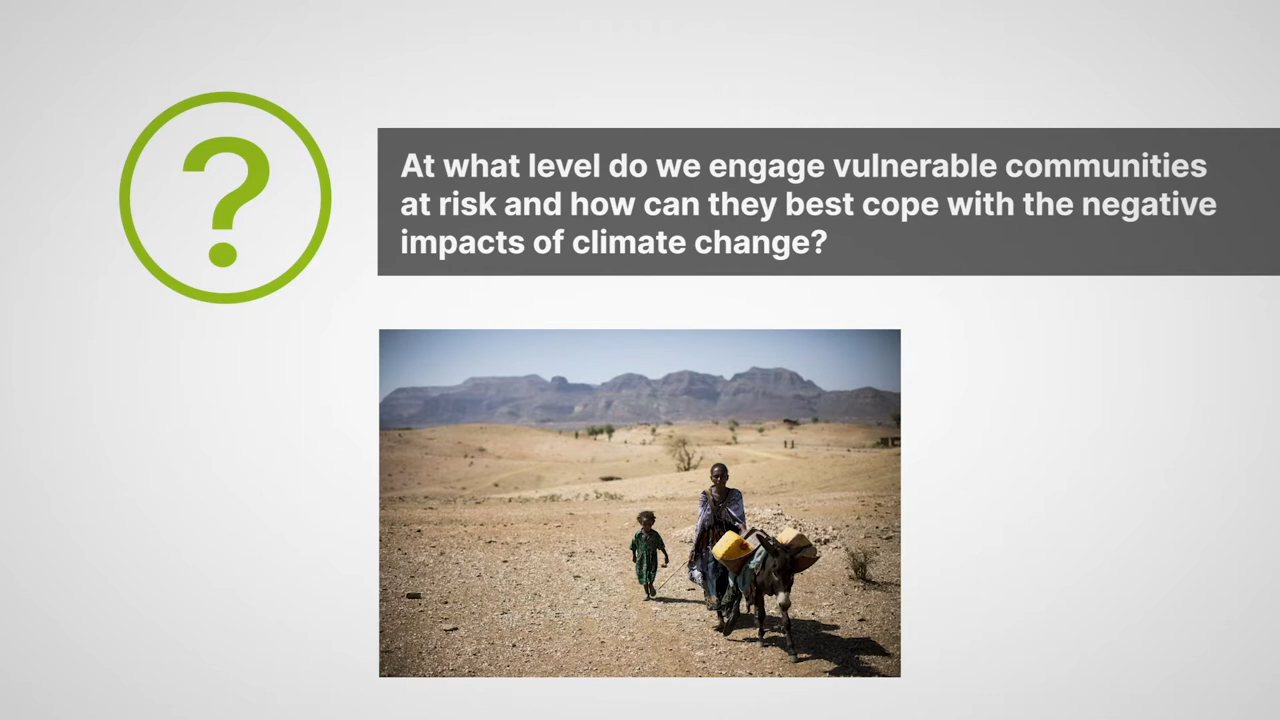 ?
At what level do we engage vulnerable communities
at risk and how can they best cope with the negative
impacts of climate change?